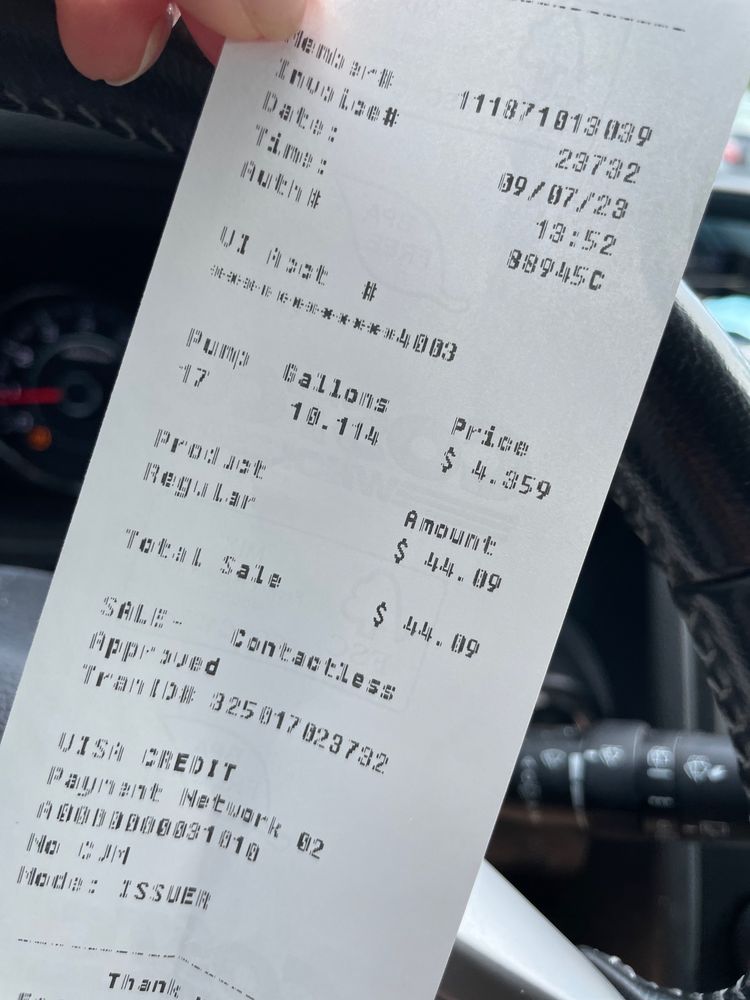 Member# 111871013039
Invoice# 23732
Date: 09/07/23
Time: 13:52
Auth# 88945C
VI Acct #
************4003
Pump Gallons Price
17 10.114 $ 4.359
Product Amount
Regular $ 44.09
Total Sale $ 44.09
SALE- Contactless
Approved
TranID# 325017023732
VISA CREDIT
Payment Network 02
A0000000031010
No CVM
Mode: ISSUER
Thank